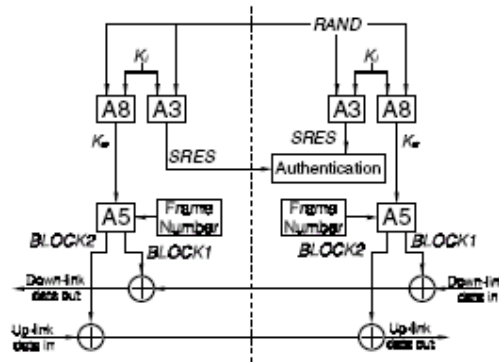 RAND
Ki
Ki
A8
A3
A3
A8
SRES
Kc
SRES
Kc
Authentication
A5
Frame
Number
Frame
Number
A5
BLOCK2
BLOCK1
BLOCK2
BLOCK1
Down-link
data out
Down-link
data in
Up-link
data in
Up-link
data out